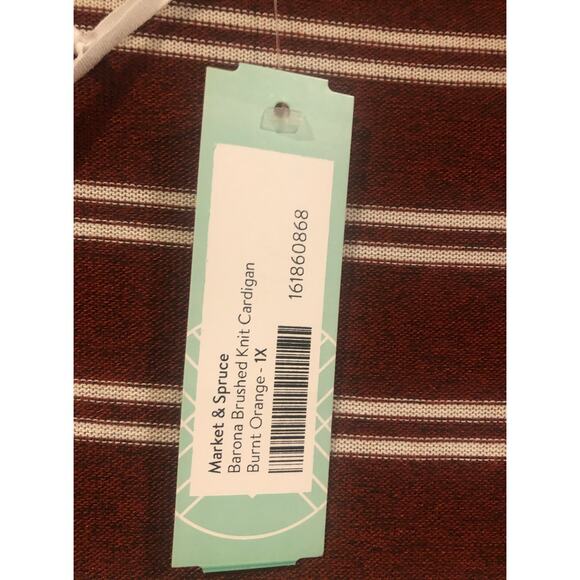 Market & Spruce
Barona Brushed Knit Cardigan
Burnt Orange - 1X
161860868